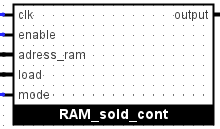 clk output
enable
adress_ram
load
mode
RAM_sold_cont